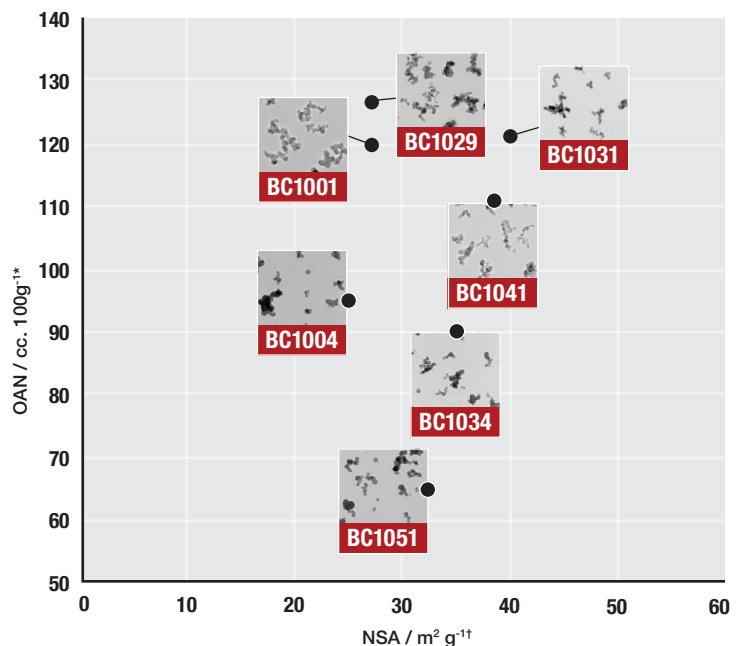 140
130
120
110
100
90
80
70
60
50
OAN / cc. 100g-1*
BC1029
BC1031
BC1001
BC1041
BC1004
BC1034
BC1051
0 10 20 30 40 50 60
NSA / m² g-1†